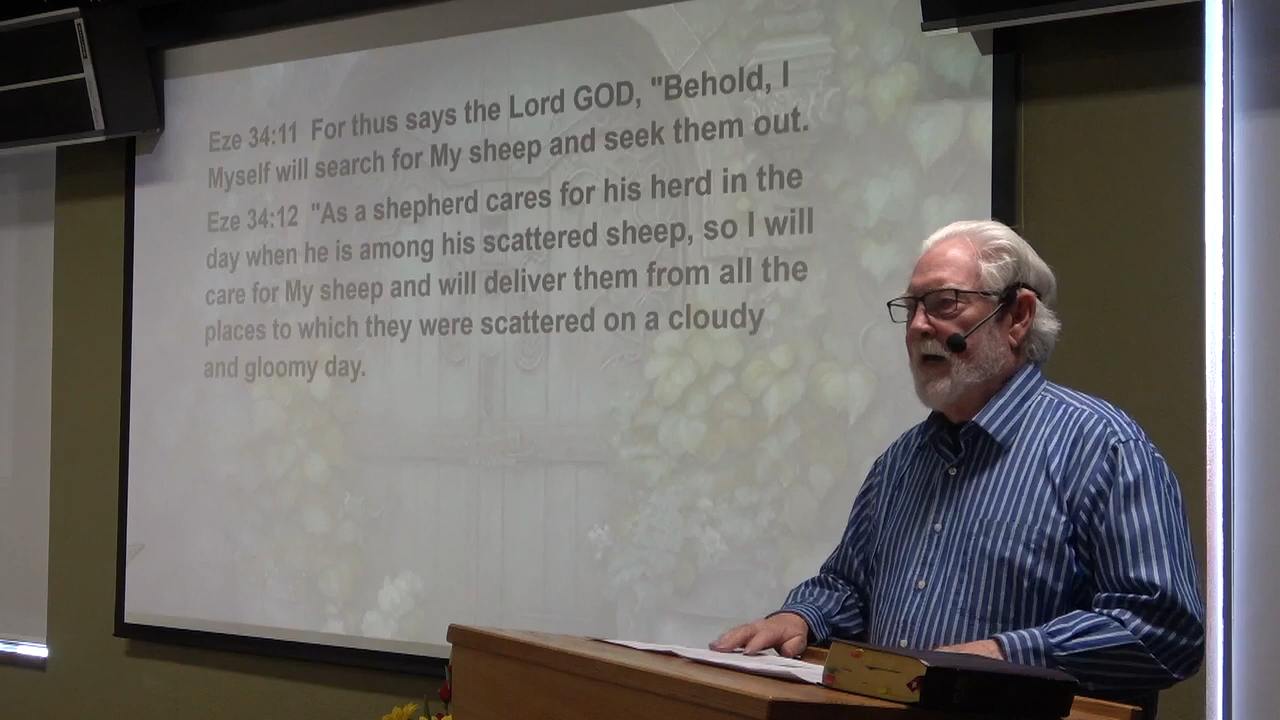 Eze 34:11 For thus says the Lord GOD, "Behold, I
Myself will search for My sheep and seek them out.
Eze 34:12 "As a shepherd cares for his herd in the
day when he is among his scattered sheep, so I will
care for My sheep and will deliver them from all the
places to which they were scattered on a cloudy
and gloomy day.